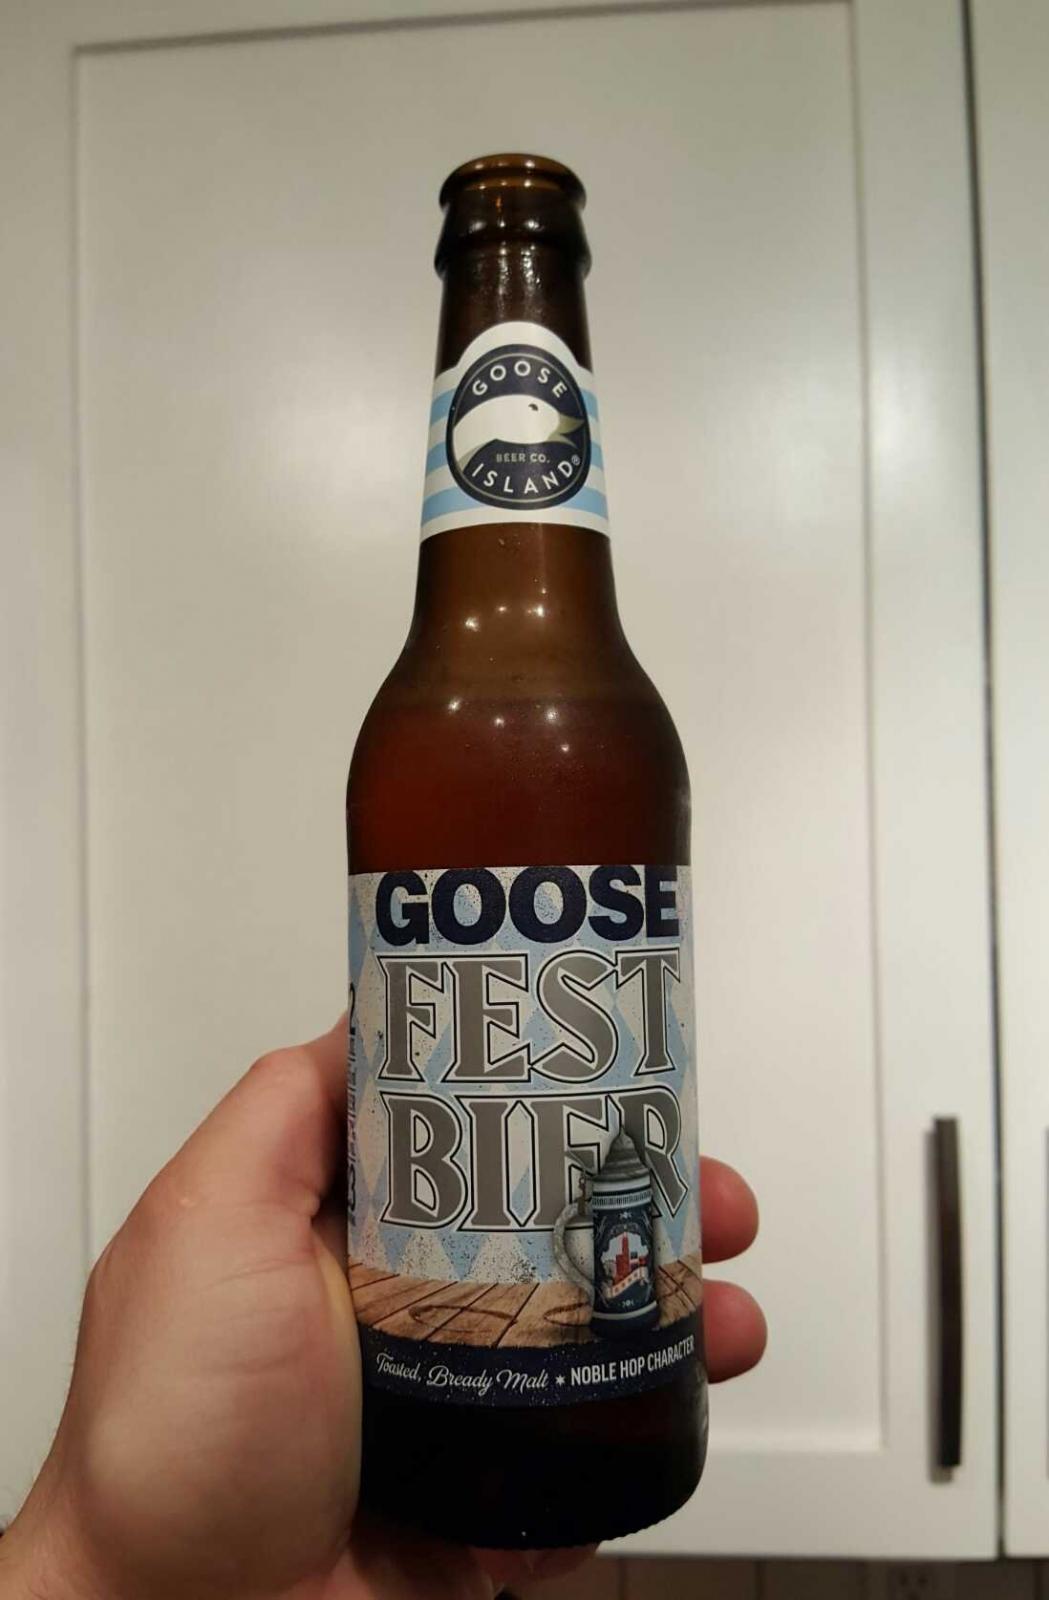 GOOSE
BEER CO.
ISLAND®
GOOSE
FEST
BIER
Toasted, Bready Malt * NOBLE HOP CHARACTER